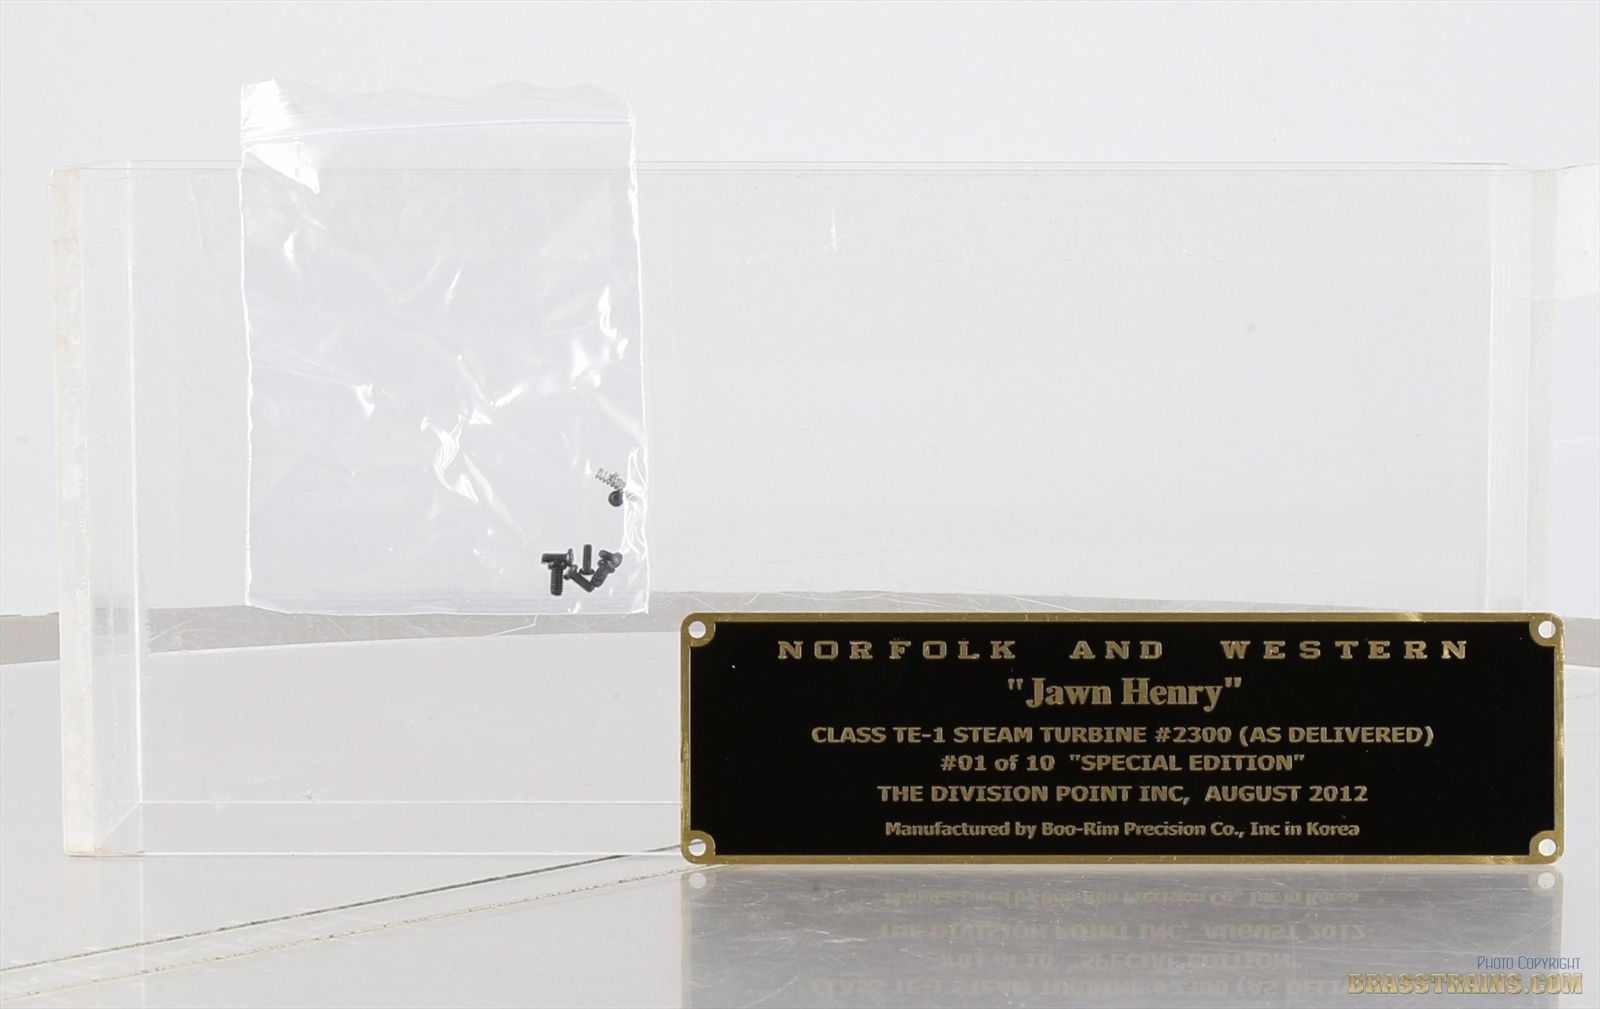 NORFOLK AND WESTERN
"Jawn Henry"
CLASS TE-1 STEAM TURBINE #2300 (AS DELIVERED)
#01 of 10 "SPECIAL EDITION"
THE DIVISION POINT INC, AUGUST 2012
Manufactured by Boo-Rim Precision Co., Inc in Korea
PHOTO COPYRIGHT
BRASSTRAINS.COM